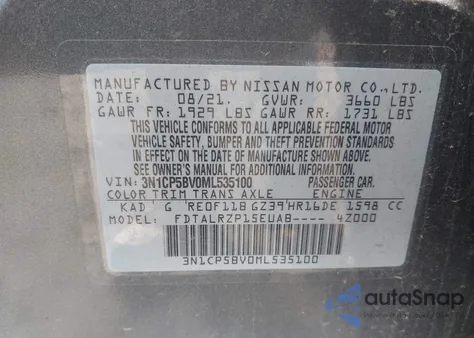 MANUFACTURED BY NISSAN MOTOR CO., LTD.
DATE: 08/21. GVWR: 3660 LBS
GAWR FR: 1929 LBS GAWR RR: 1731 LBS
THIS VEHICLE CONFORMS TO ALL APPLICABLE FEDERAL MOTOR
VEHICLE SAFETY, BUMPER, AND THEFT PREVENTION STANDARDS
IN EFFECT ON THE DATE OF MANUFACTURE SHOWN ABOVE. SEE
OWNER'S MANUAL FOR ADDITIONAL INFORMATION.
VIN: 3N1CP5BV0ML535100 PASSENGER CAR.
COLOR TRIM TRANS AXLE ENGINE
KAD G RE0F11B GZ39 HR16DE 1598 CC
MODEL: FDTALRZP15EUAB---- 4Z000
3N1CP5BV0ML535100
autoSnap